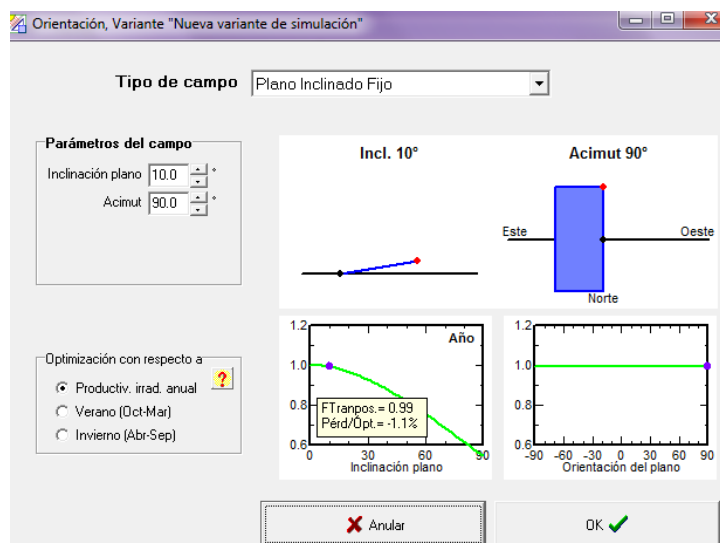 Orientación, Variante "Nueva variante de simulación"
Tipo de campo Plano Inclinado Fijo
Parámetros del campo
Inclinación plano 10.0 °
Acimut 90.0 °
Incl. 10°
Acimut 90°
Este Oeste
Norte
Optimización con respecto a
?
Productiv. irrad. anual
Verano (Oct-Mar)
Invierno (Abr-Sep)
1.2
1.0
0.8
0.6
Año
FTranpos.= 0.99
Pérd/Ópt.= -1.1%
0 30 60 90
Inclinación plano
1.2
1.0
0.8
0.6
-90 -60 -30 0 30 60 90
Orientación del plano
Anular
OK